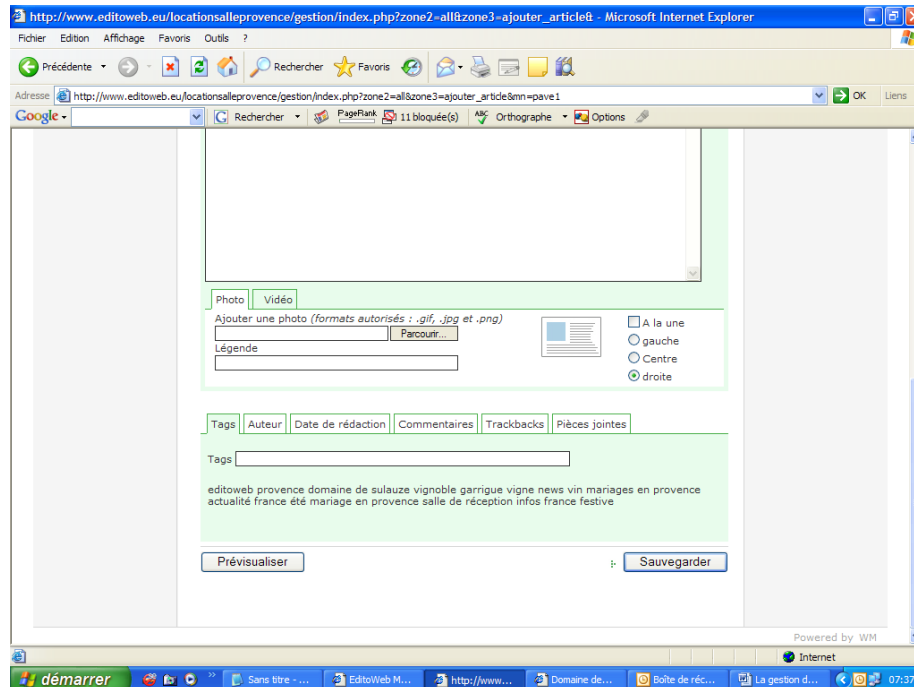 http://www.editoweb.eu/locationsalleprovence/gestion/index.php?zone2=all&zone3=ajouter_article& - Microsoft Internet Explorer
Fichier Edition Affichage Favoris Outils ?
Précédente Rechercher Favoris
Adresse http://www.editoweb.eu/locationsalleprovence/gestion/index.php?zone2=all&zone3=ajouter_article&mn=pave1 OK Liens
Google Rechercher PageRank 11 bloquée(s) ABC Orthographe Options
Photo Vidéo
Ajouter une photo (formats autorisés : .gif, .jpg et .png)
Parcourir...
Légende
A la une
gauche
Centre
droite
Tags Auteur Date de rédaction Commentaires Trackbacks Pièces jointes
Tags
editoweb provence domaine de sulauze vignoble garrigue vigne news vin mariages en provence
actualité france été mariage en provence salle de réception infos france festive
Prévisualiser Sauvegarder
Powered by WM
Internet
démarrer Sans titre - ... EditoWeb M... http://www... Domaine de... Boîte de réc... La gestion d... 07:37